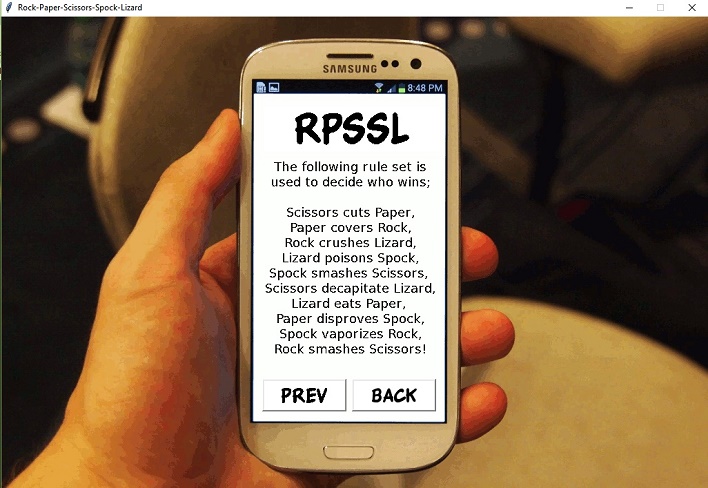 Rock-Paper-Scissors-Spock-Lizard
SAMSUNG
8:48 PM
RPSSL
The following rule set is
used to decide who wins;
Scissors cuts Paper,
Paper covers Rock,
Rock crushes Lizard,
Lizard poisons Spock,
Spock smashes Scissors,
Scissors decapitate Lizard,
Lizard eats Paper,
Paper disproves Spock,
Spock vaporizes Rock,
Rock smashes Scissors!
PREV BACK